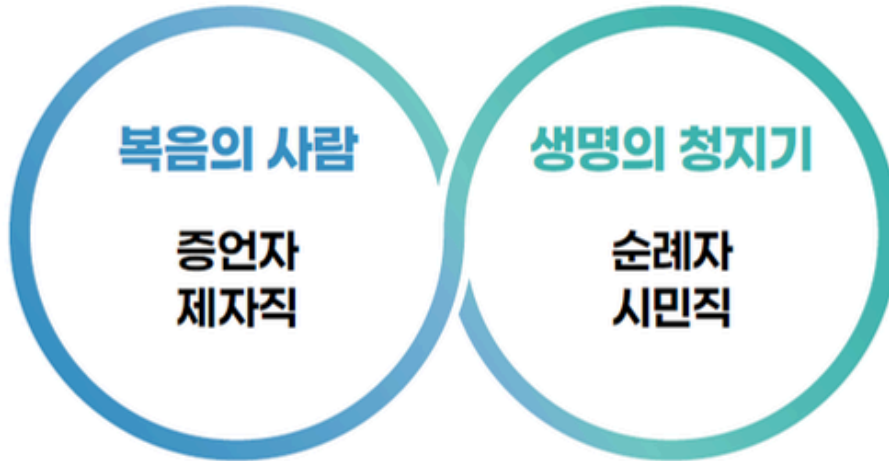 복음의 사람
증언자
제자직
생명의 청지기
순례자
시민직